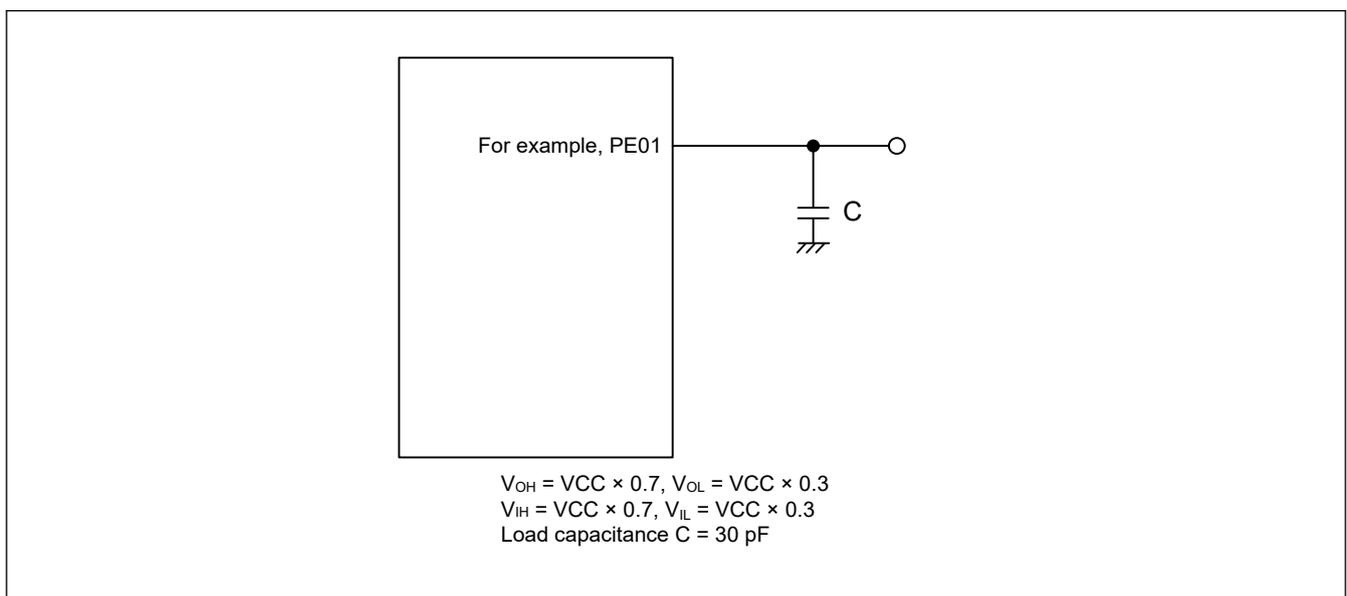 For example, PE01
C
VOH = VCC × 0.7, VOL = VCC × 0.3
VIH = VCC × 0.7, VIL = VCC × 0.3
Load capacitance C = 30 pF